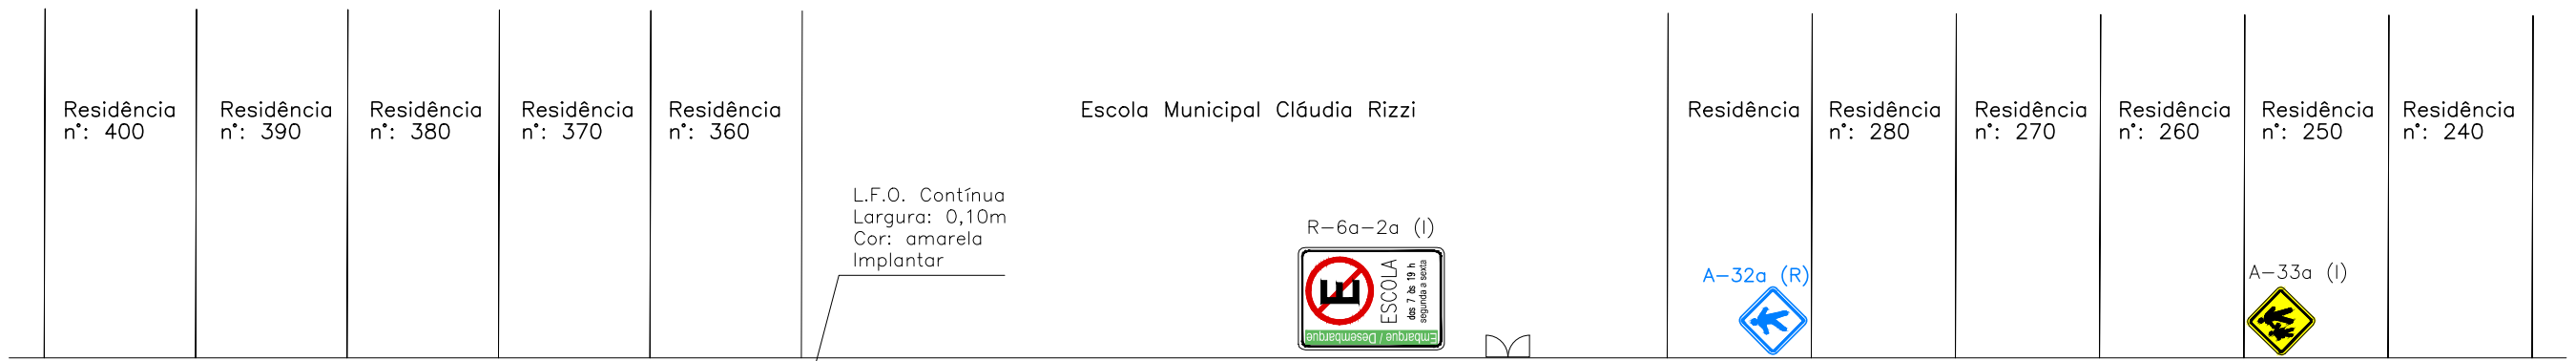 Residência
n°: 400
Residência
n°: 390
Residência
n°: 380
Residência
n°: 370
Residência
n°: 360
Escola Municipal Cláudia Rizzi
Residência
Residência
n°: 280
Residência
n°: 270
Residência
n°: 260
Residência
n°: 250
Residência
n°: 240
L.F.O. Contínua
Largura: 0,10m
Cor: amarela
Implantar
R-6a-2a (I)
E
ESCOLA
das 7 às 19 h
segunda a sexta
Embarque / Desembarque
A-32a (R)
A-33a (I)